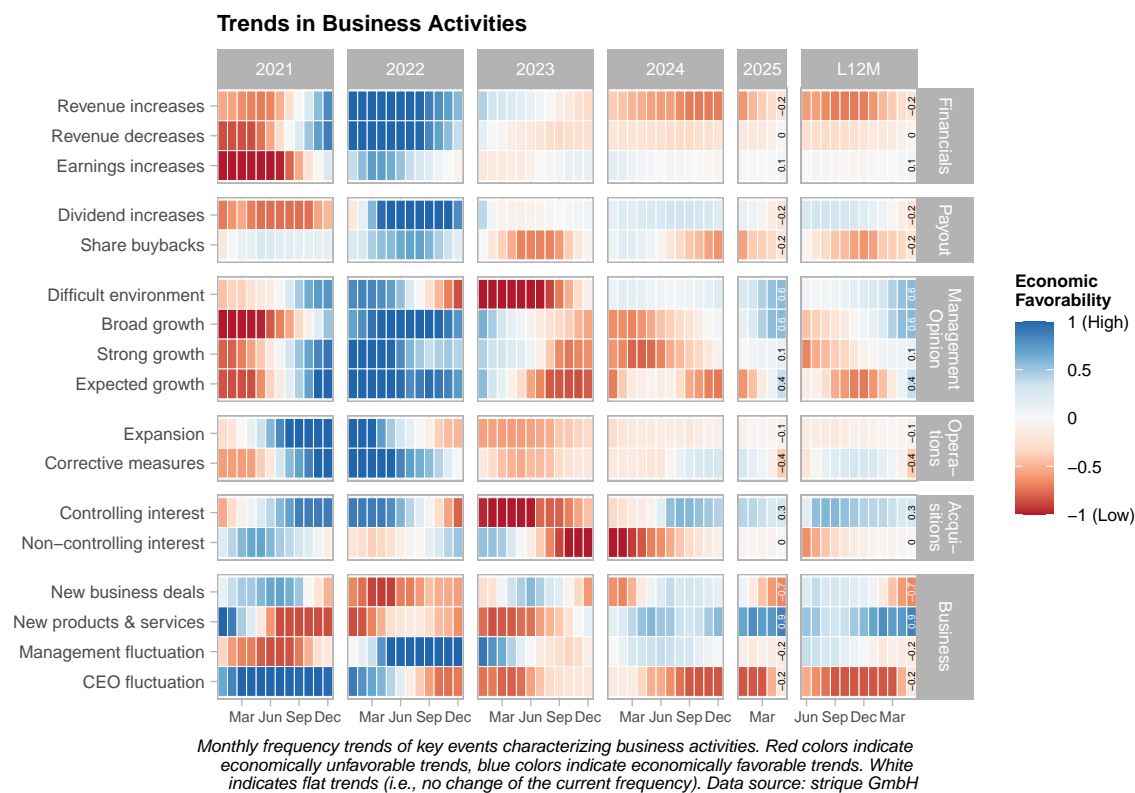 Trends in Business Activities
2021 2022 2023 2024 2025 L12M
Revenue increases −0.2 −0.2
Revenue decreases 0 0
Earnings increases 0.1 0.1
Financials
Dividend increases −0.2 −0.2
Share buybacks −0.2 −0.2
Payout
Difficult environment 0.6 0.6
Broad growth 0.6 0.6
Strong growth 0.1 0.1
Expected growth 0.4 0.4
Management
Opinion
Expansion −0.1 −0.1
Corrective measures −0.4 −0.4
Opera−
tions
Controlling interest 0.3 0.3
Non−controlling interest 0 0
Acqui−
sitions
New business deals −0.7 −0.7
New products & services 0.9 0.9
Management fluctuation −0.2 −0.2
CEO fluctuation −0.2 −0.2
Business
Mar Jun Sep Dec Mar Jun Sep Dec Mar Jun Sep Dec Mar Jun Sep Dec Mar Jun Sep Dec Mar
Economic
Favorability
1 (High)
0.5
0
−0.5
−1 (Low)
Monthly frequency trends of key events characterizing business activities. Red colors indicate
economically unfavorable trends, blue colors indicate economically favorable trends. White
indicates flat trends (i.e., no change of the current frequency). Data source: strique GmbH